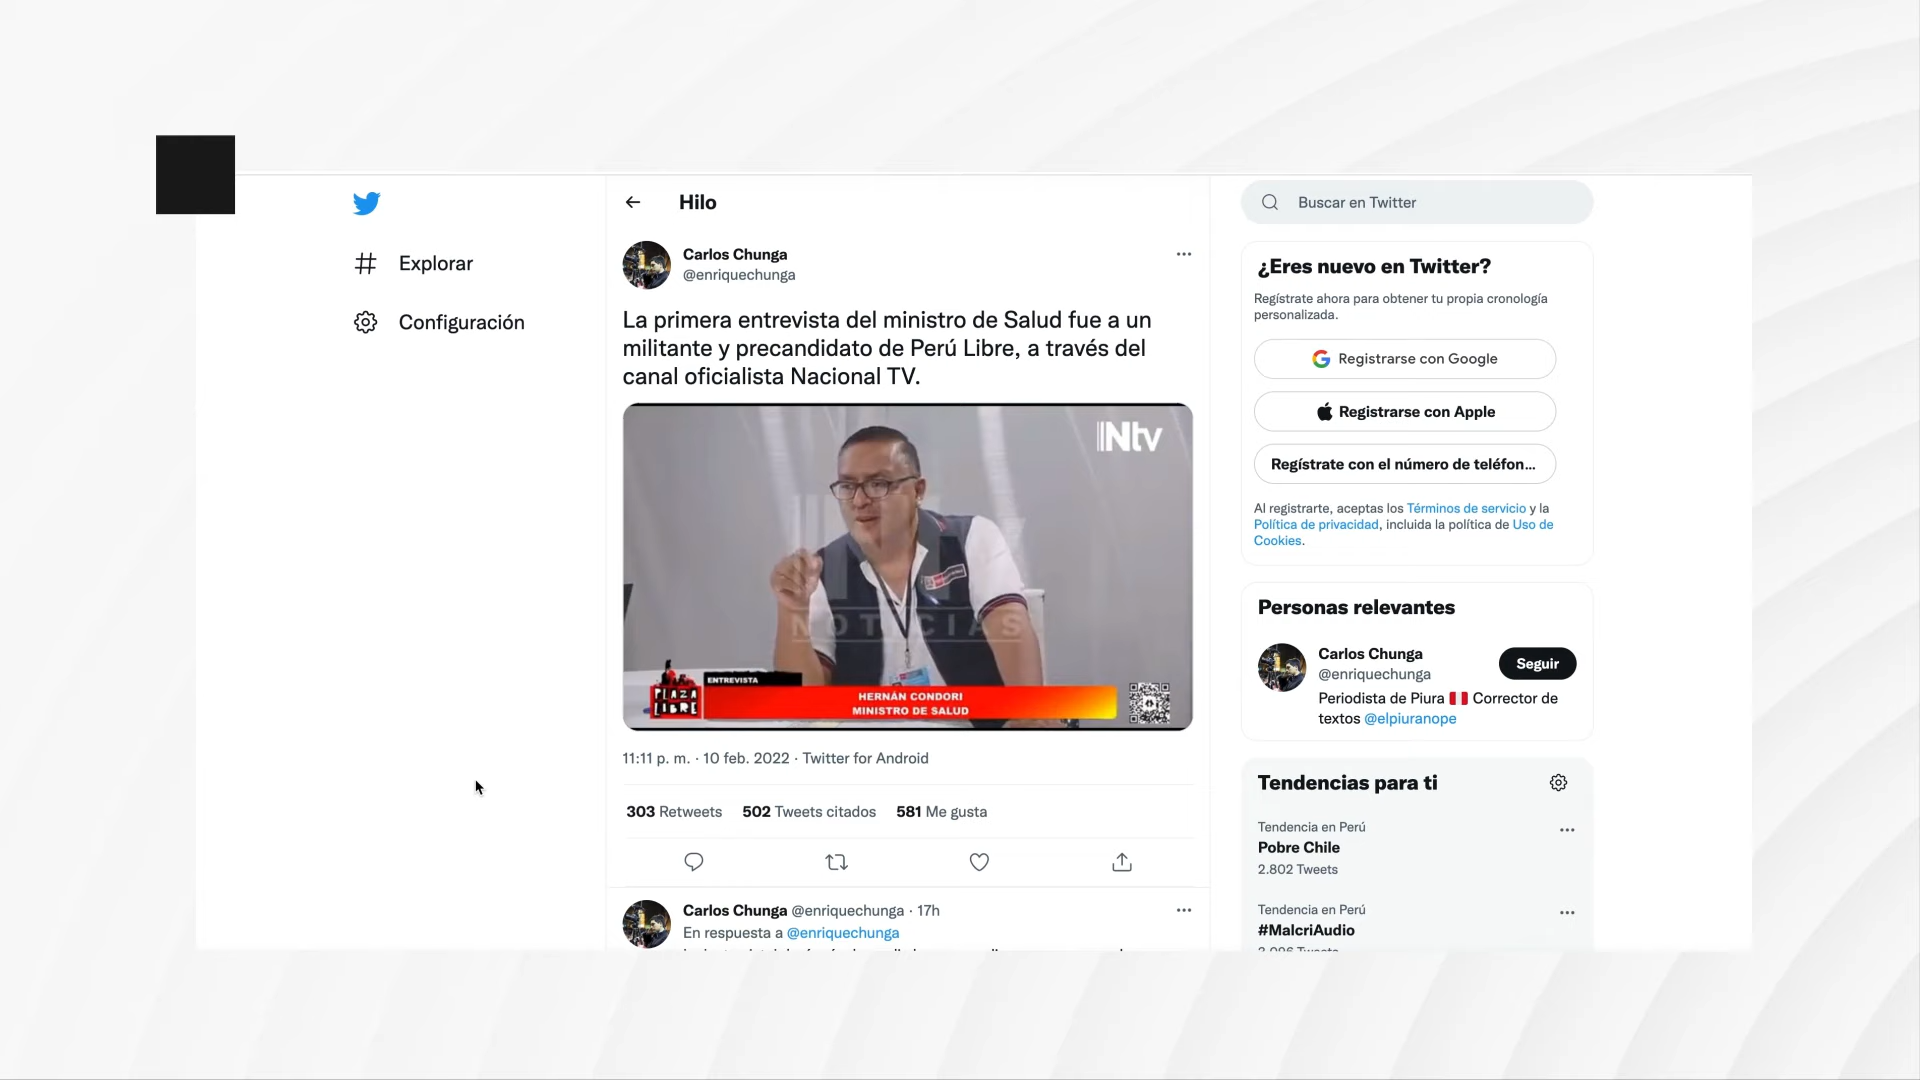 Explorar
Configuración
Hilo
Carlos Chunga
@enriquechunga
La primera entrevista del ministro de Salud fue a un
militante y precandidato de Perú Libre, a través del
canal oficialista Nacional TV.
Ntv
NOTICIAS
PLAZA
LIBRE
ENTREVISTA
HERNÁN CONDORI
MINISTRO DE SALUD
11:11 p. m. · 10 feb. 2022 · Twitter for Android
303 Retweets 502 Tweets citados 581 Me gusta
Carlos Chunga @enriquechunga · 17h
En respuesta a @enriquechunga
Buscar en Twitter
¿Eres nuevo en Twitter?
Regístrate ahora para obtener tu propia cronología
personalizada.
Registrarse con Google
Registrarse con Apple
Regístrate con el número de teléfon...
Al registrarte, aceptas los Términos de servicio y la
Política de privacidad, incluida la política de Uso de
Cookies.
Personas relevantes
Carlos Chunga
@enriquechunga
Seguir
Periodista de Piura 🇵🇪 Corrector de
textos @elpiuranope
Tendencias para ti
Tendencia en Perú
Pobre Chile
2.802 Tweets
Tendencia en Perú
#MalcriAudio